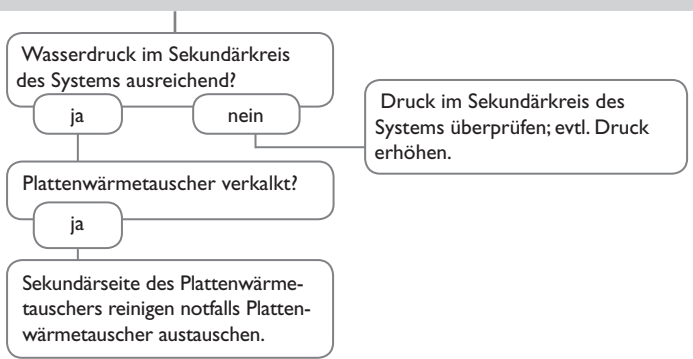 Wasserdruck im Sekundärkreis
des Systems ausreichend?
ja
nein
Druck im Sekundärkreis des
Systems überprüfen; evtl. Druck
erhöhen.
Plattenwärmetauscher verkalkt?
ja
Sekundärseite des Plattenwärme-
tauschers reinigen notfalls Platten-
wärmetauscher austauschen.